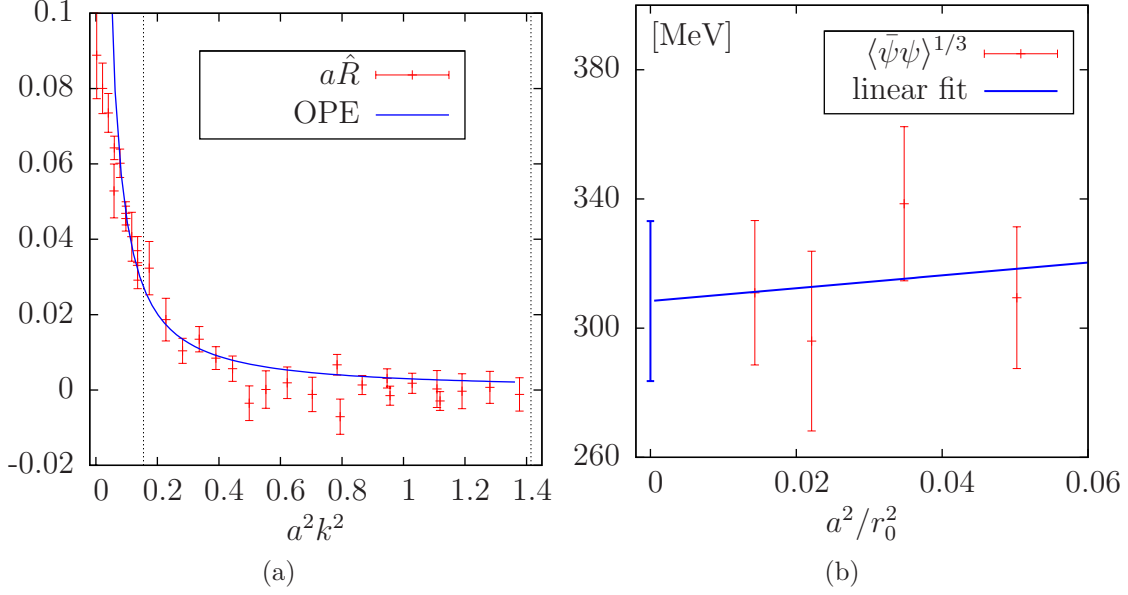 0.1
0.08
0.06
0.04
0.02
0
-0.02
0 0.2 0.4 0.6 0.8 1 1.2 1.4
a²k²
aR̂
OPE
(a)
[MeV]
380
340
300
260
0 0.02 0.04 0.06
a²/r₀²
⟨ψ̄ψ⟩^{1/3}
linear fit
(b)